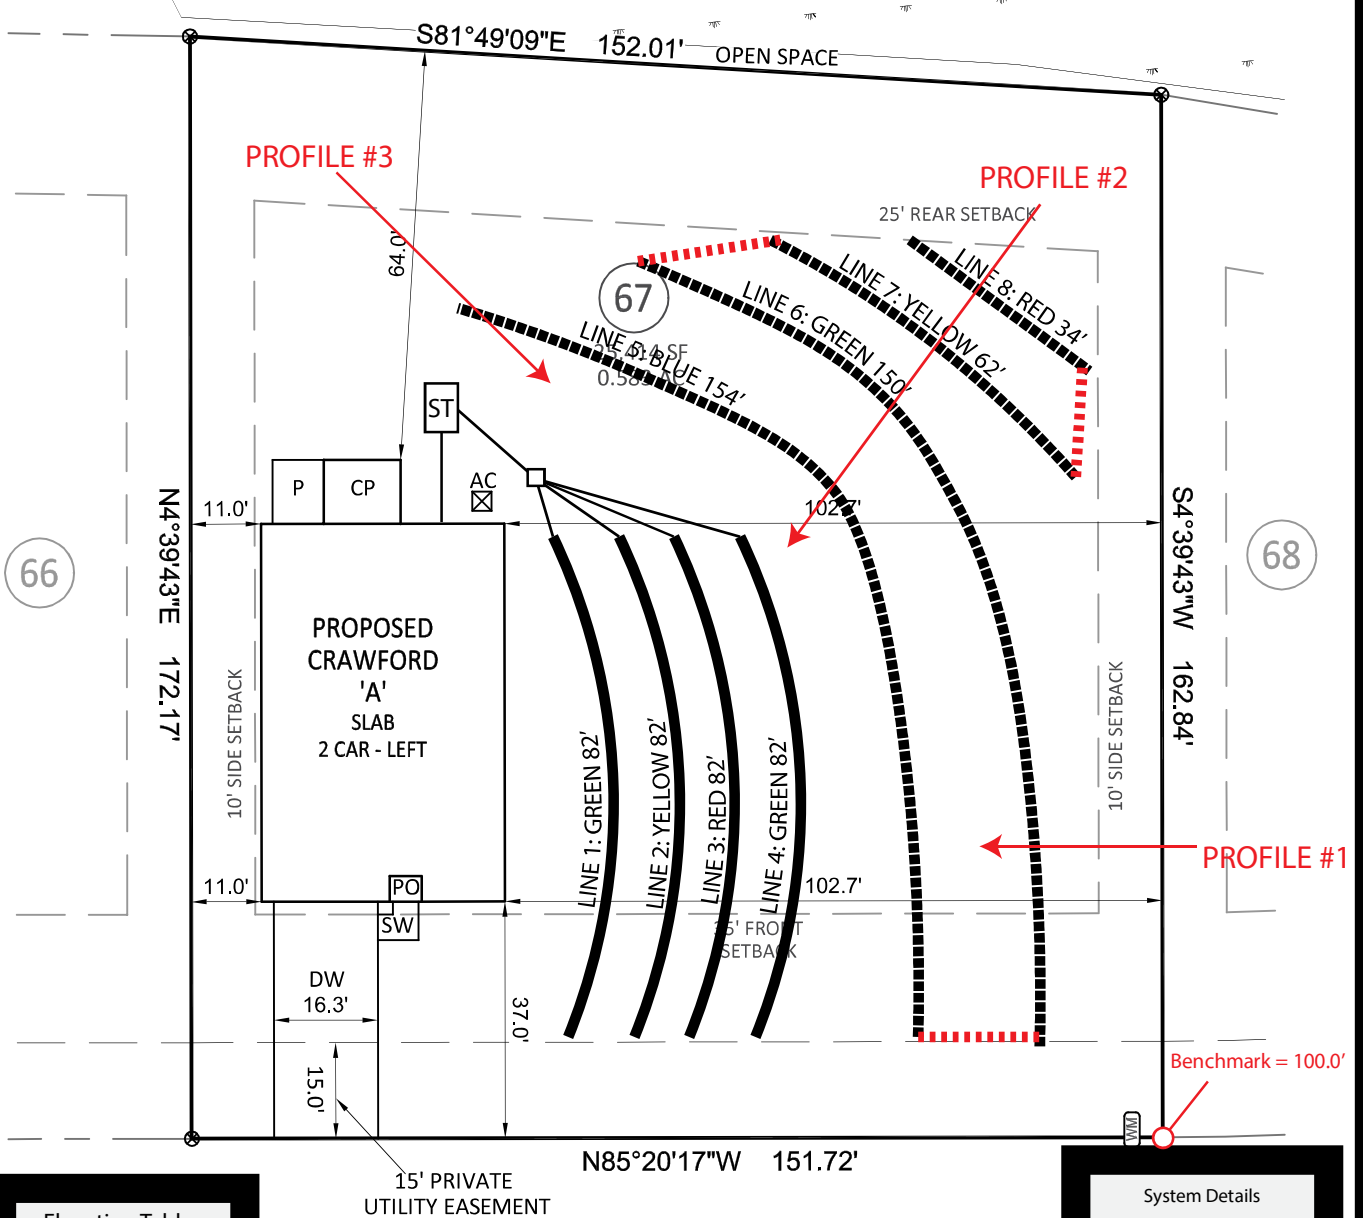 S81°49'09"E 152.01'
OPEN SPACE
PROFILE #3
PROFILE #2
25' REAR SETBACK
64.0'
LINE 8: RED 34'
LINE 7: YELLOW 62'
LINE 6: GREEN 150'
67
LINE 5: BLUE 154'
SF
AC
ST
P
CP
AC
11.0'
102.7'
N4°39'43"E 172.17'
S4°39'43"W 162.84'
66
68
PROPOSED
CRAWFORD
'A'
SLAB
2 CAR - LEFT
10' SIDE SETBACK
10' SIDE SETBACK
LINE 1: GREEN 82'
LINE 2: YELLOW 82'
LINE 3: RED 82'
LINE 4: GREEN 82'
PROFILE #1
11.0'
PO
102.7'
SW
35' FRONT
SETBACK
DW
16.3'
37.0'
15.0'
Benchmark = 100.0'
WM
N85°20'17"W 151.72'
15' PRIVATE
UTILITY EASEMENT
System Details